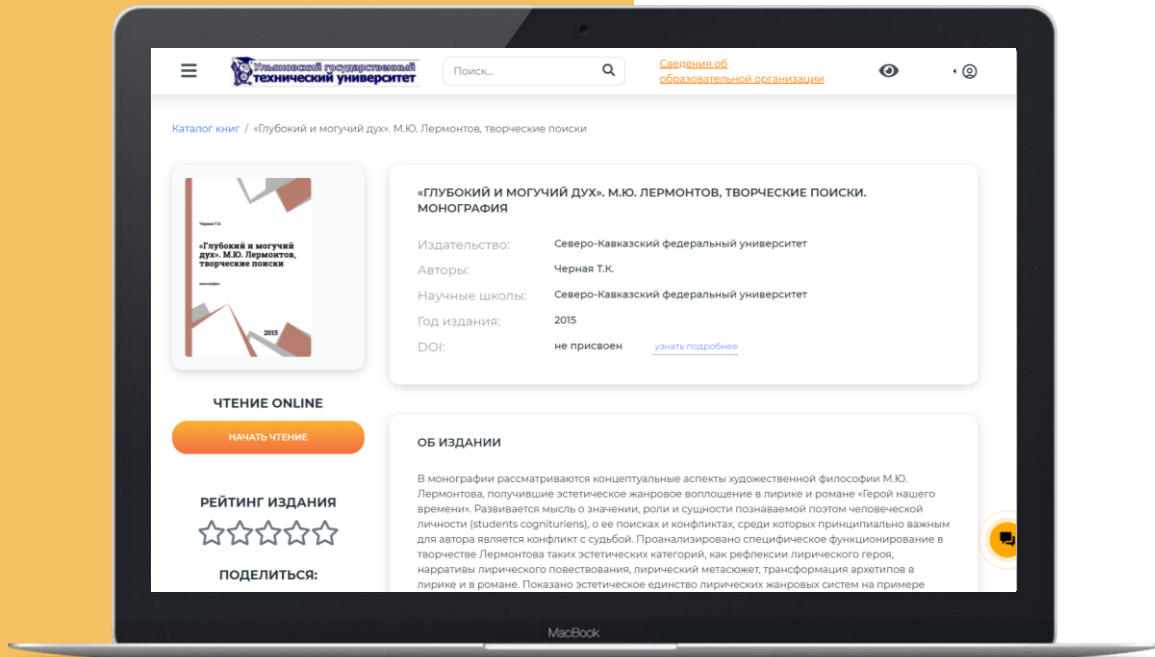 Ульяновский государственный
технический университет
Поиск...
Сведения об
образовательной организации
Каталог книг / «Глубокий и могучий дух». М.Ю. Лермонтов, творческие поиски
Черная Т.К.
«Глубокий и могучий
дух». М.Ю. Лермонтов,
творческие поиски
монография
2015
«ГЛУБОКИЙ И МОГУЧИЙ ДУХ». М.Ю. ЛЕРМОНТОВ, ТВОРЧЕСКИЕ ПОИСКИ.
МОНОГРАФИЯ
Издательство: Северо-Кавказский федеральный университет
Авторы: Черная Т.К.
Научные школы: Северо-Кавказский федеральный университет
Год издания: 2015
DOI: не присвоен узнать подробнее
ЧТЕНИЕ ONLINE
НАЧАТЬ ЧТЕНИЕ
РЕЙТИНГ ИЗДАНИЯ
ПОДЕЛИТЬСЯ:
ОБ ИЗДАНИИ
В монографии рассматриваются концептуальные аспекты художественной философии М.Ю.
Лермонтова, получившие эстетическое жанровое воплощение в лирике и романе «Герой нашего
времени». Развивается мысль о значении, роли и сущности познаваемой поэтом человеческой
личности (students cognituriens), о ее поисках и конфликтах, среди которых принципиально важным
для автора является конфликт с судьбой. Проанализировано специфическое функционирование в
творчестве Лермонтова таких эстетических категорий, как рефлексии лирического героя,
нарративы лирического повествования, лирический метасюжет, трансформация архетипов в
лирике и в романе. Показано эстетическое единство лирических жанровых систем на примере
MacBook